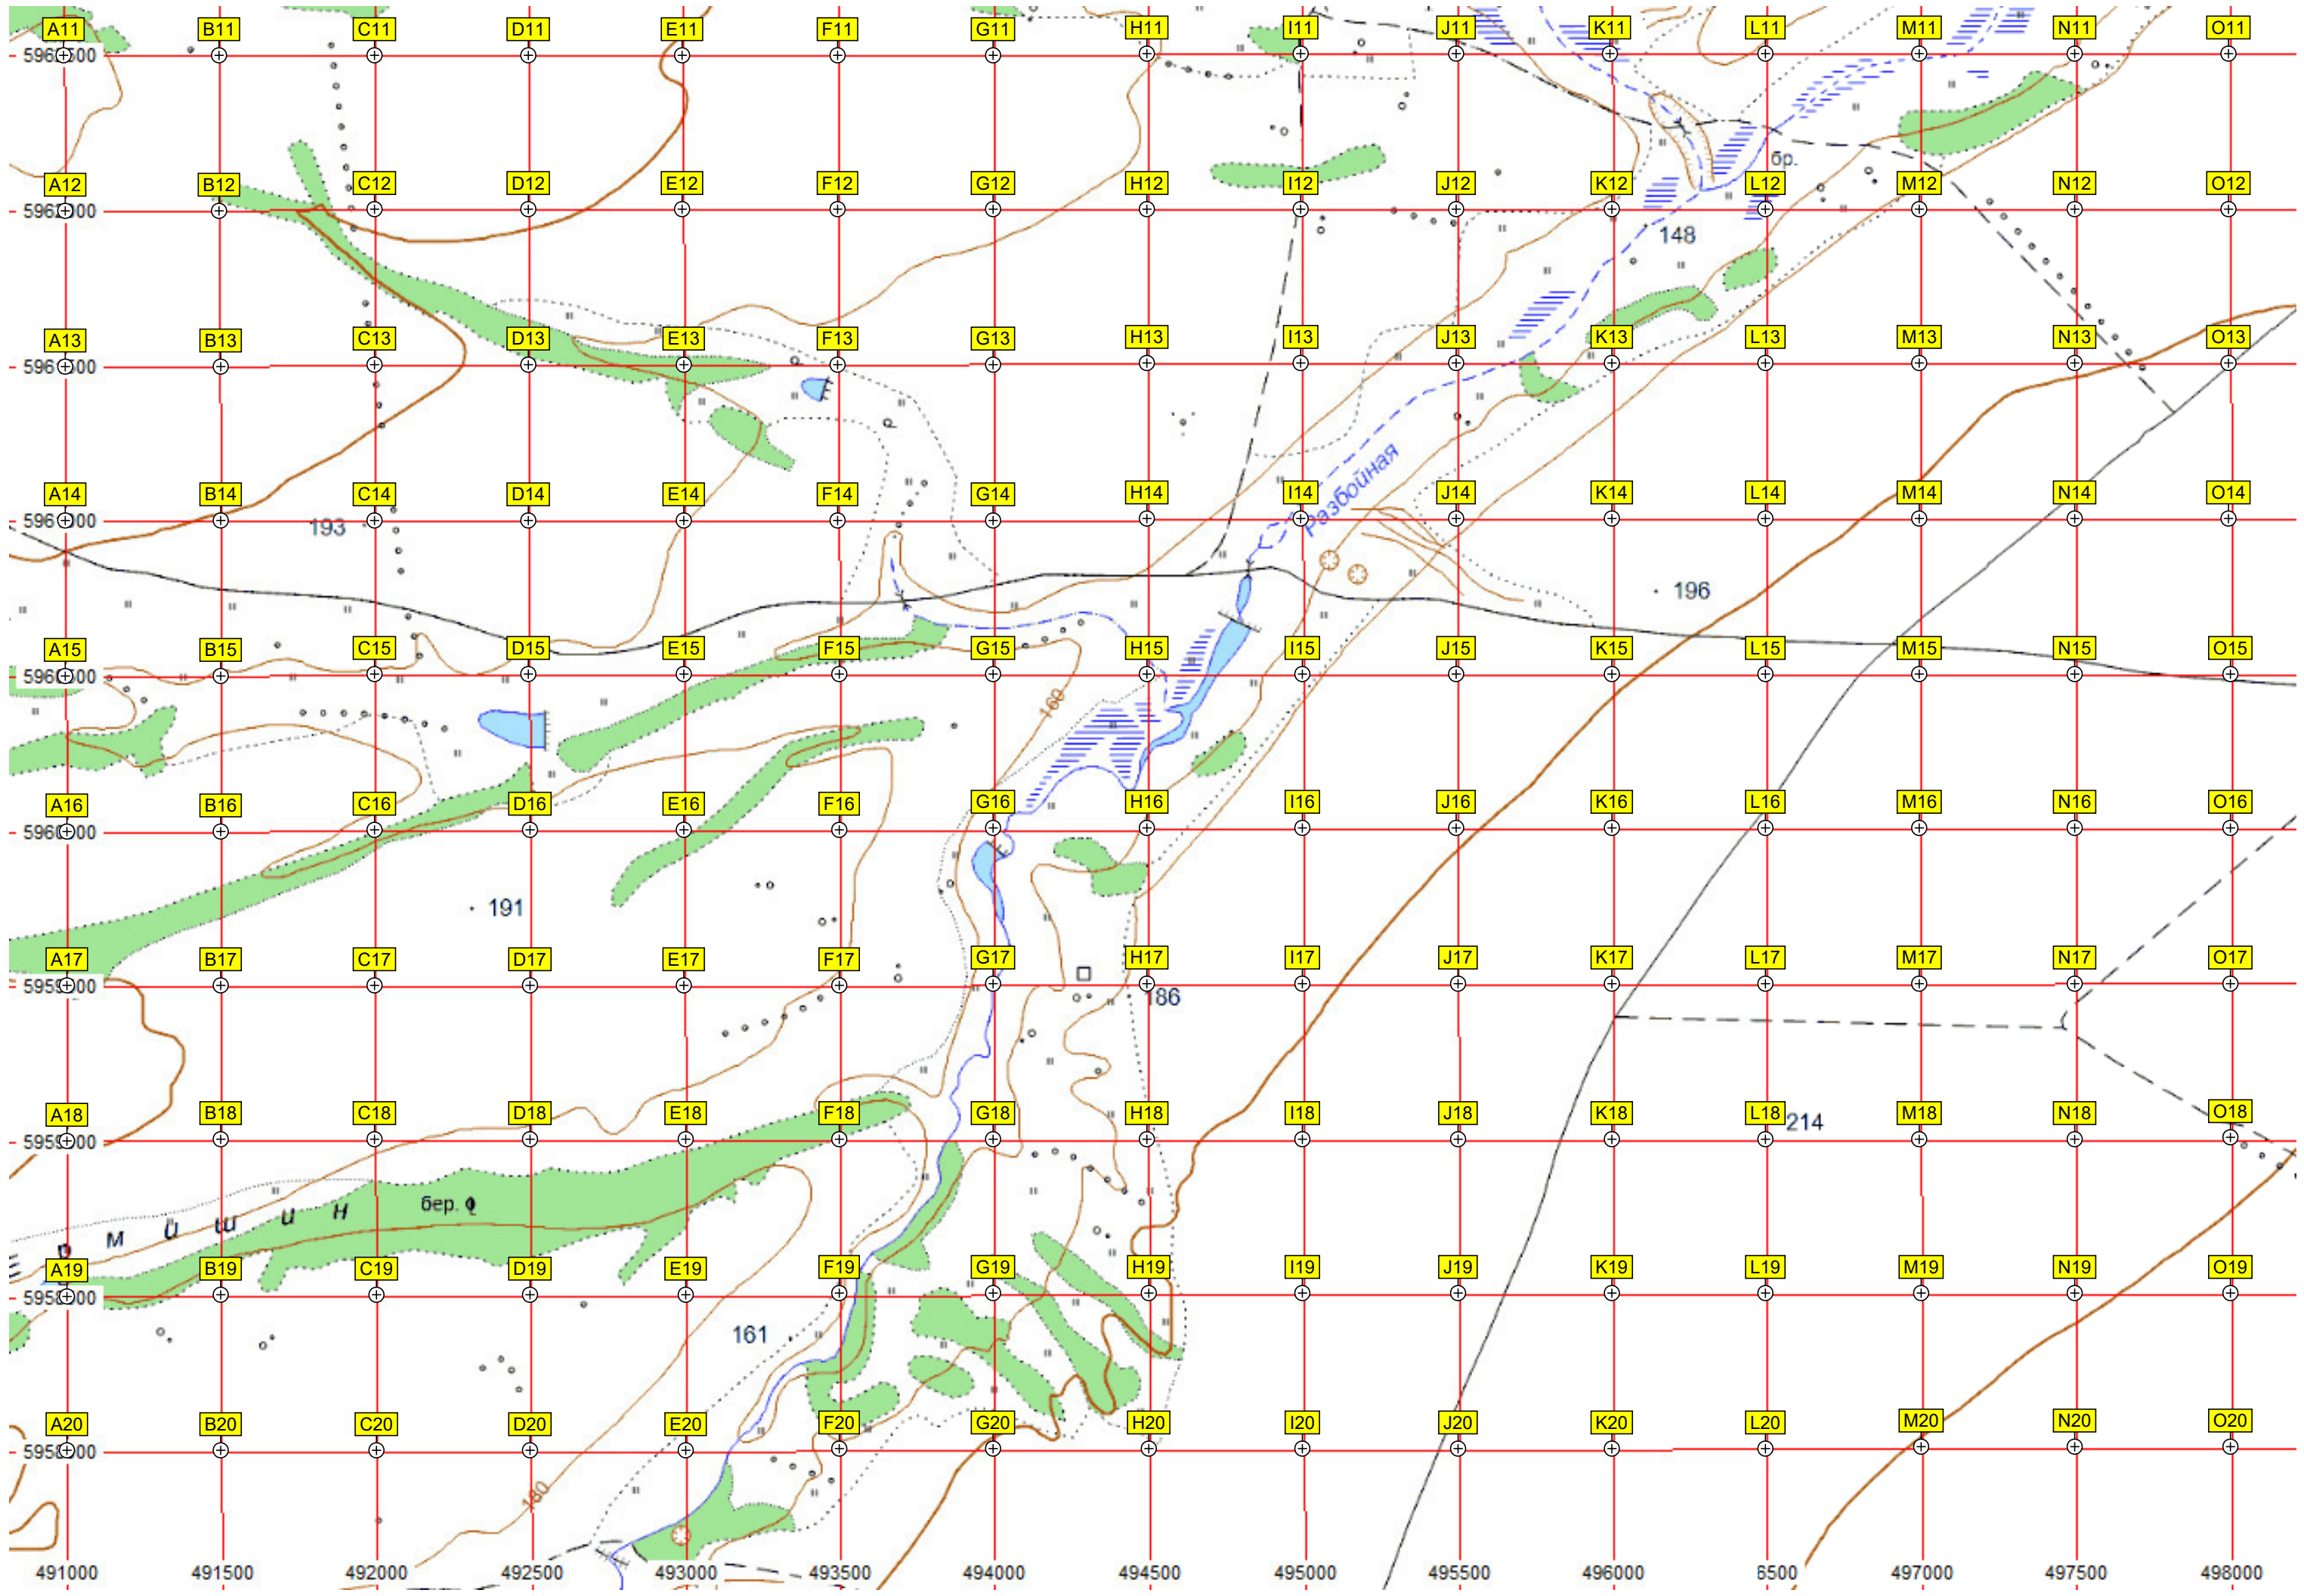 A11 B11 C11 D11 E11 F11 G11 H11 I11 J11 K11 L11 M11 N11 O11
бр.
A12 B12 C12 D12 E12 F12 G12 H12 I12 J12 K12 L12 M12 N12 O12
148
A13 B13 C13 D13 E13 F13 G13 H13 I13 J13 K13 L13 M13 N13 O13
Разбойная
A14 B14 C14 D14 E14 F14 G14 H14 I14 J14 K14 L14 M14 N14 O14
193
196
A15 B15 C15 D15 E15 F15 G15 H15 I15 J15 K15 L15 M15 N15 O15
160
A16 B16 C16 D16 E16 F16 G16 H16 I16 J16 K16 L16 M16 N16 O16
191
A17 B17 C17 D17 E17 F17 G17 H17 I17 J17 K17 L17 M17 N17 O17
186
A18 B18 C18 D18 E18 F18 G18 H18 I18 J18 K18 L18 M18 N18 O18
214
бер.
р м и ш и н
A19 B19 C19 D19 E19 F19 G19 H19 I19 J19 K19 L19 M19 N19 O19
161
A20 B20 C20 D20 E20 F20 G20 H20 I20 J20 K20 L20 M20 N20 O20
180
491000 491500 492000 492500 493000 493500 494000 494500 495000 495500 496000 6500 497000 497500 498000